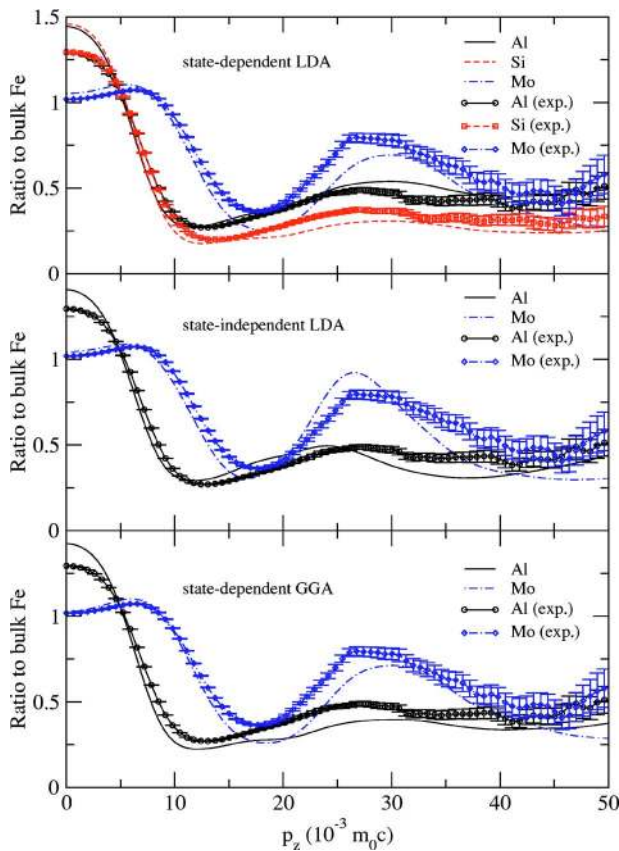 1.5
1
0.5
0
Ratio to bulk Fe
state-dependent LDA
Al
Si
Mo
Al (exp.)
Si (exp.)
Mo (exp.)
1
0.5
0
Ratio to bulk Fe
state-independent LDA
Al
Mo
Al (exp.)
Mo (exp.)
1
0.5
0
Ratio to bulk Fe
state-dependent GGA
Al
Mo
Al (exp.)
Mo (exp.)
0 10 20 30 40 50
p_z (10^-3 m_0c)